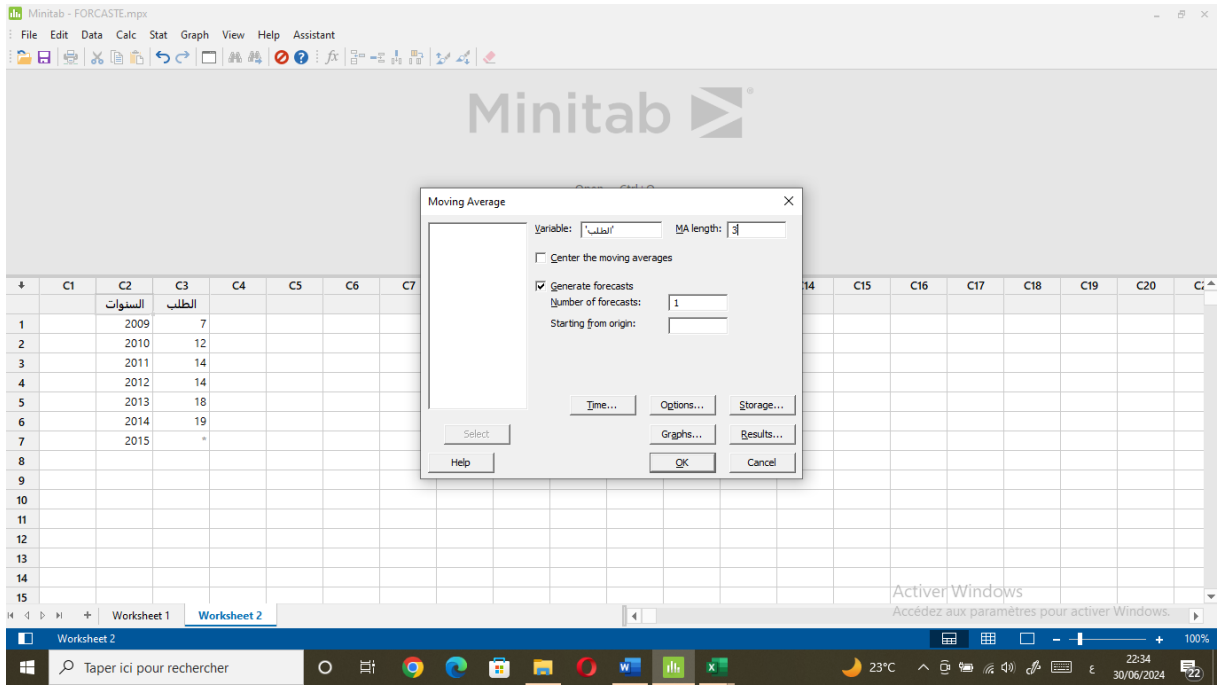 Minitab - FORCASTE.mpx
File Edit Data Calc Stat Graph View Help Assistant
Minitab
Moving Average
Variable: 'الطلب' MA length: 3
Center the moving averages
Generate forecasts
Number of forecasts: 1
Starting from origin:
Time... Options... Storage...
Select Graphs... Results...
Help OK Cancel
C1 C2 C3 C4 C5 C6 C7 C15 C16 C17 C18 C19 C20
السنوات الطلب
1 2009 7
2 2010 12
3 2011 14
4 2012 14
5 2013 18
6 2014 19
7 2015 *
8
9
10
11
12
13
14
15
Activer Windows
Accédez aux paramètres pour activer Windows.
Worksheet 1 Worksheet 2
Worksheet 2 100%
Taper ici pour rechercher 23°C ع 22:34
30/06/2024 22